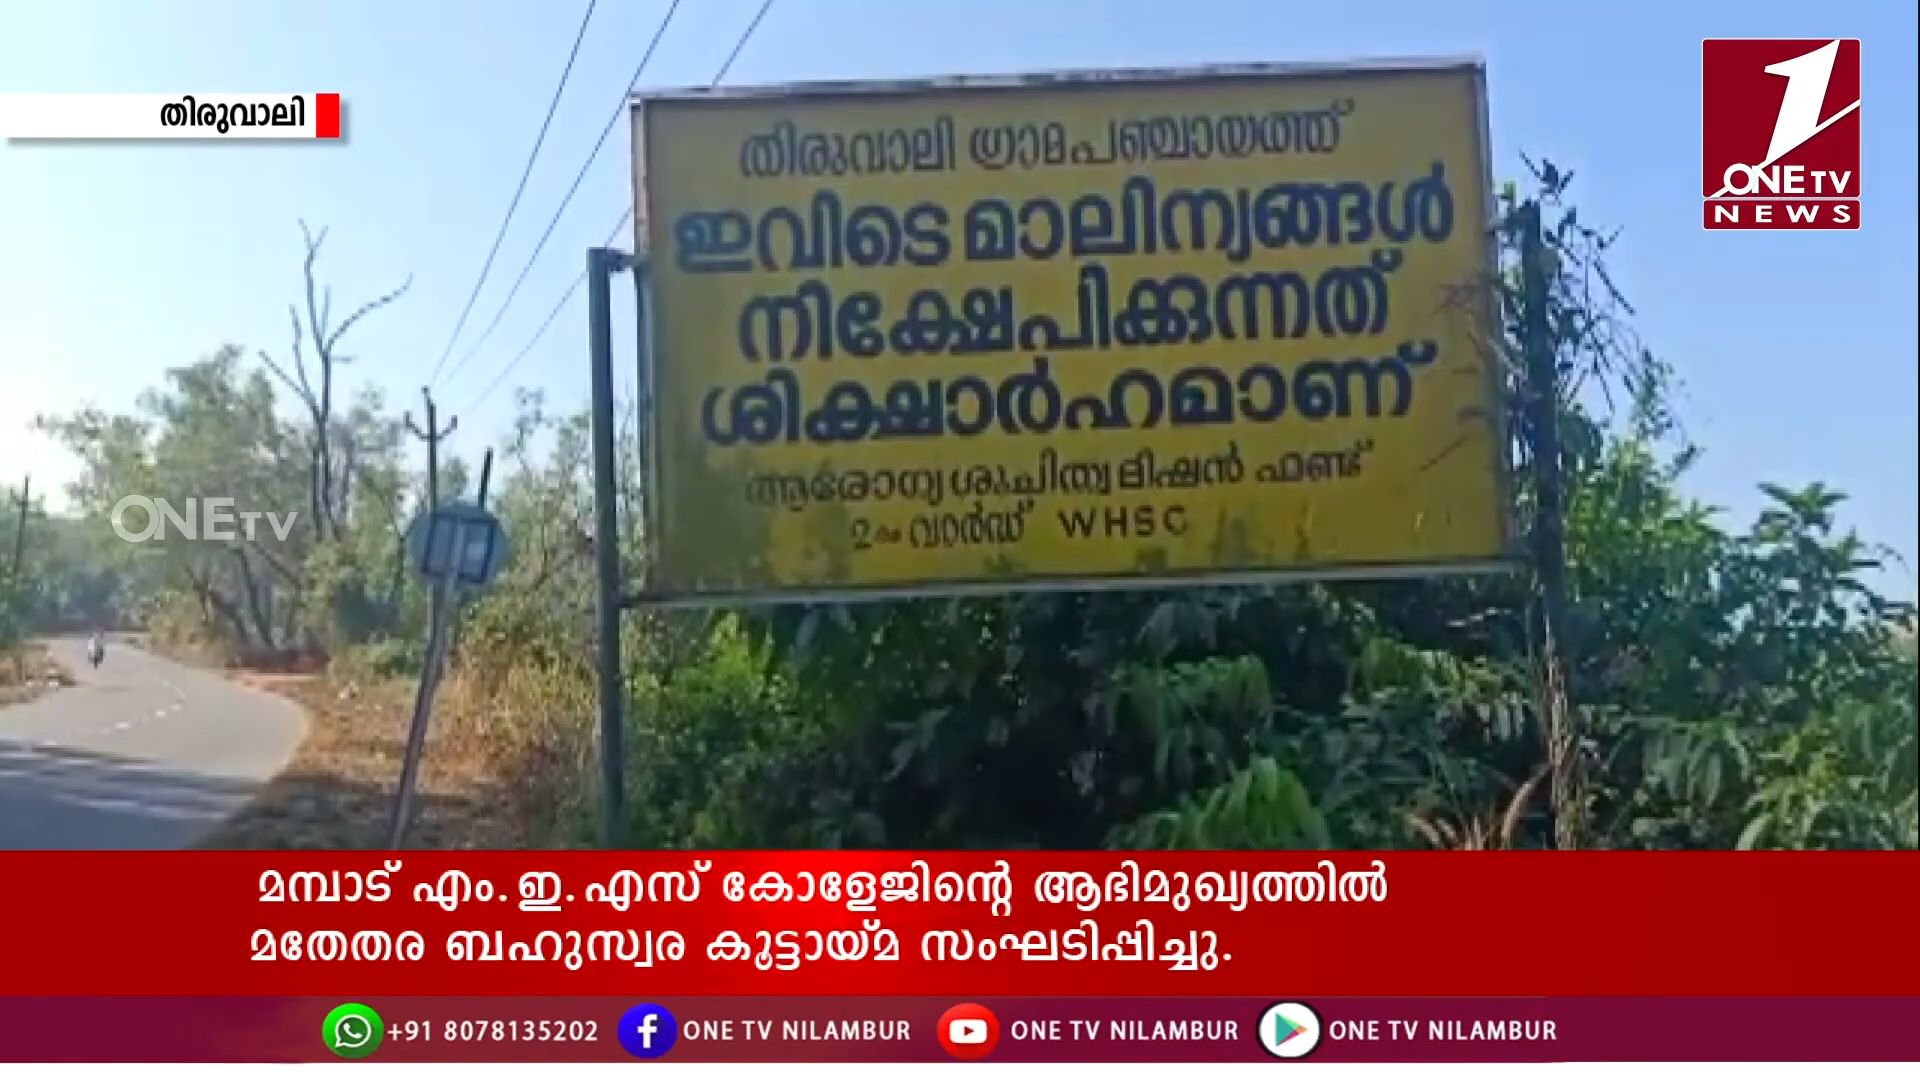 തിരുവാലി
1
ONE TV
NEWS
തിരുവാലി ഗ്രാമപഞ്ചായത്ത്
ഇവിടെ മാലിന്യങ്ങൾ
നിക്ഷേപിക്കുന്നത്
ശിക്ഷാർഹമാണ്
ആരോഗ്യ ശുചിത്വ മിഷൻ ഫണ്ട്
2-ാം വാർഡ് WHSC
ONE TV
മമ്പാട് എം.ഇ.എസ് കോളേജിന്റെ ആഭിമുഖ്യത്തിൽ
മതേതര ബഹുസ്വര കൂട്ടായ്മ സംഘടിപ്പിച്ചു.
+91 8078135202 ONE TV NILAMBUR ONE TV NILAMBUR ONE TV NILAMBUR